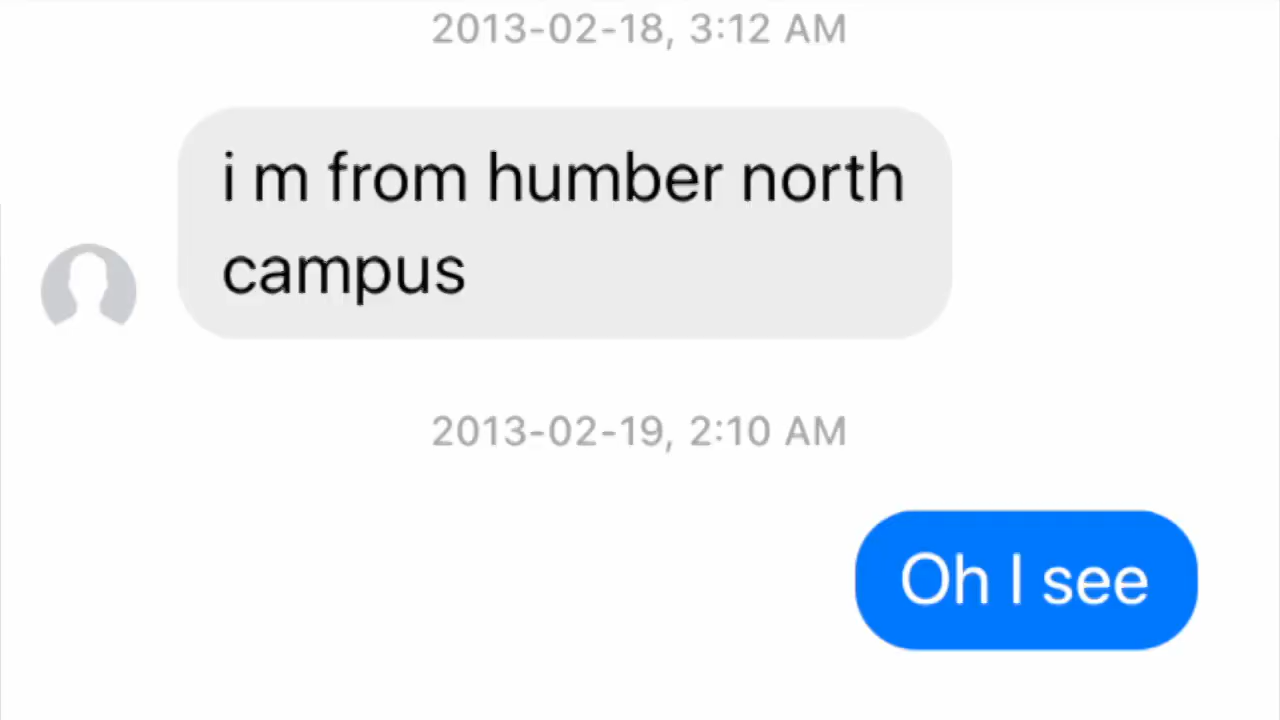 2013-02-18, 3:12 AM
i m from humber north
campus
2013-02-19, 2:10 AM
Oh I see